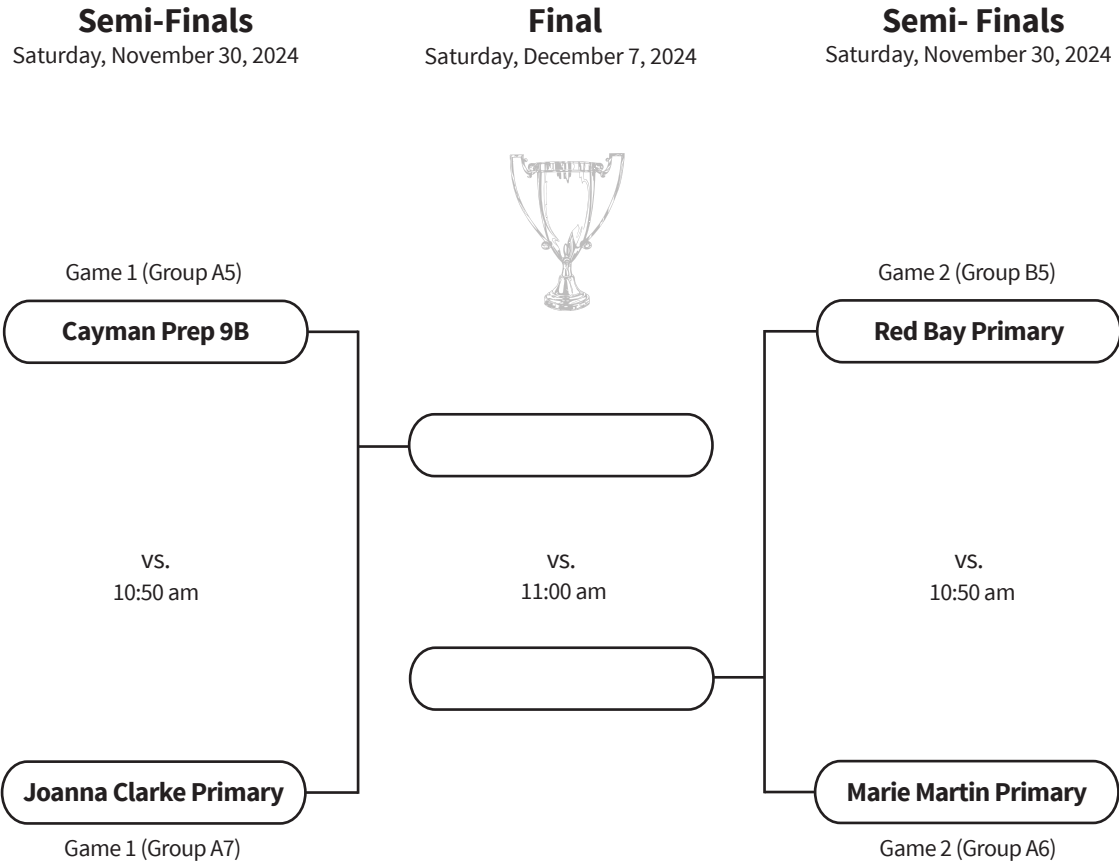 Semi-Finals
Saturday, November 30, 2024
Final
Saturday, December 7, 2024
Semi- Finals
Saturday, November 30, 2024
Game 1 (Group A5)
Cayman Prep 9B
vs.
10:50 am
Joanna Clarke Primary
Game 1 (Group A7)
vs.
11:00 am
Game 2 (Group B5)
Red Bay Primary
vs.
10:50 am
Marie Martin Primary
Game 2 (Group A6)